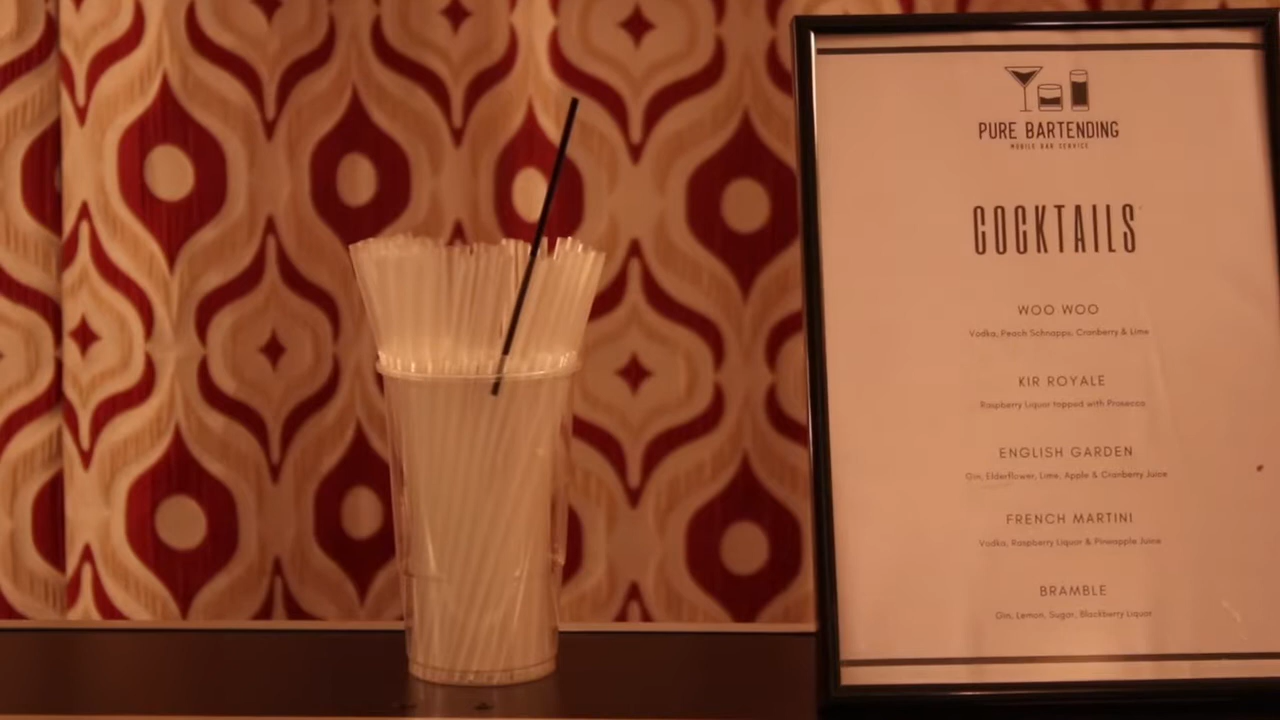 PURE BARTENDING
MOBILE BAR SERVICE
COCKTAILS
WOO WOO
Vodka, Peach Schnapps, Cranberry & Lime
KIR ROYALE
Raspberry Liquor topped with Prosecco
ENGLISH GARDEN
Gin, Elderflower, Lime, Apple & Cranberry Juice
FRENCH MARTINI
Vodka, Raspberry Liquor & Pineapple Juice
BRAMBLE
Gin, Lemon, Sugar, Blackberry Liquor